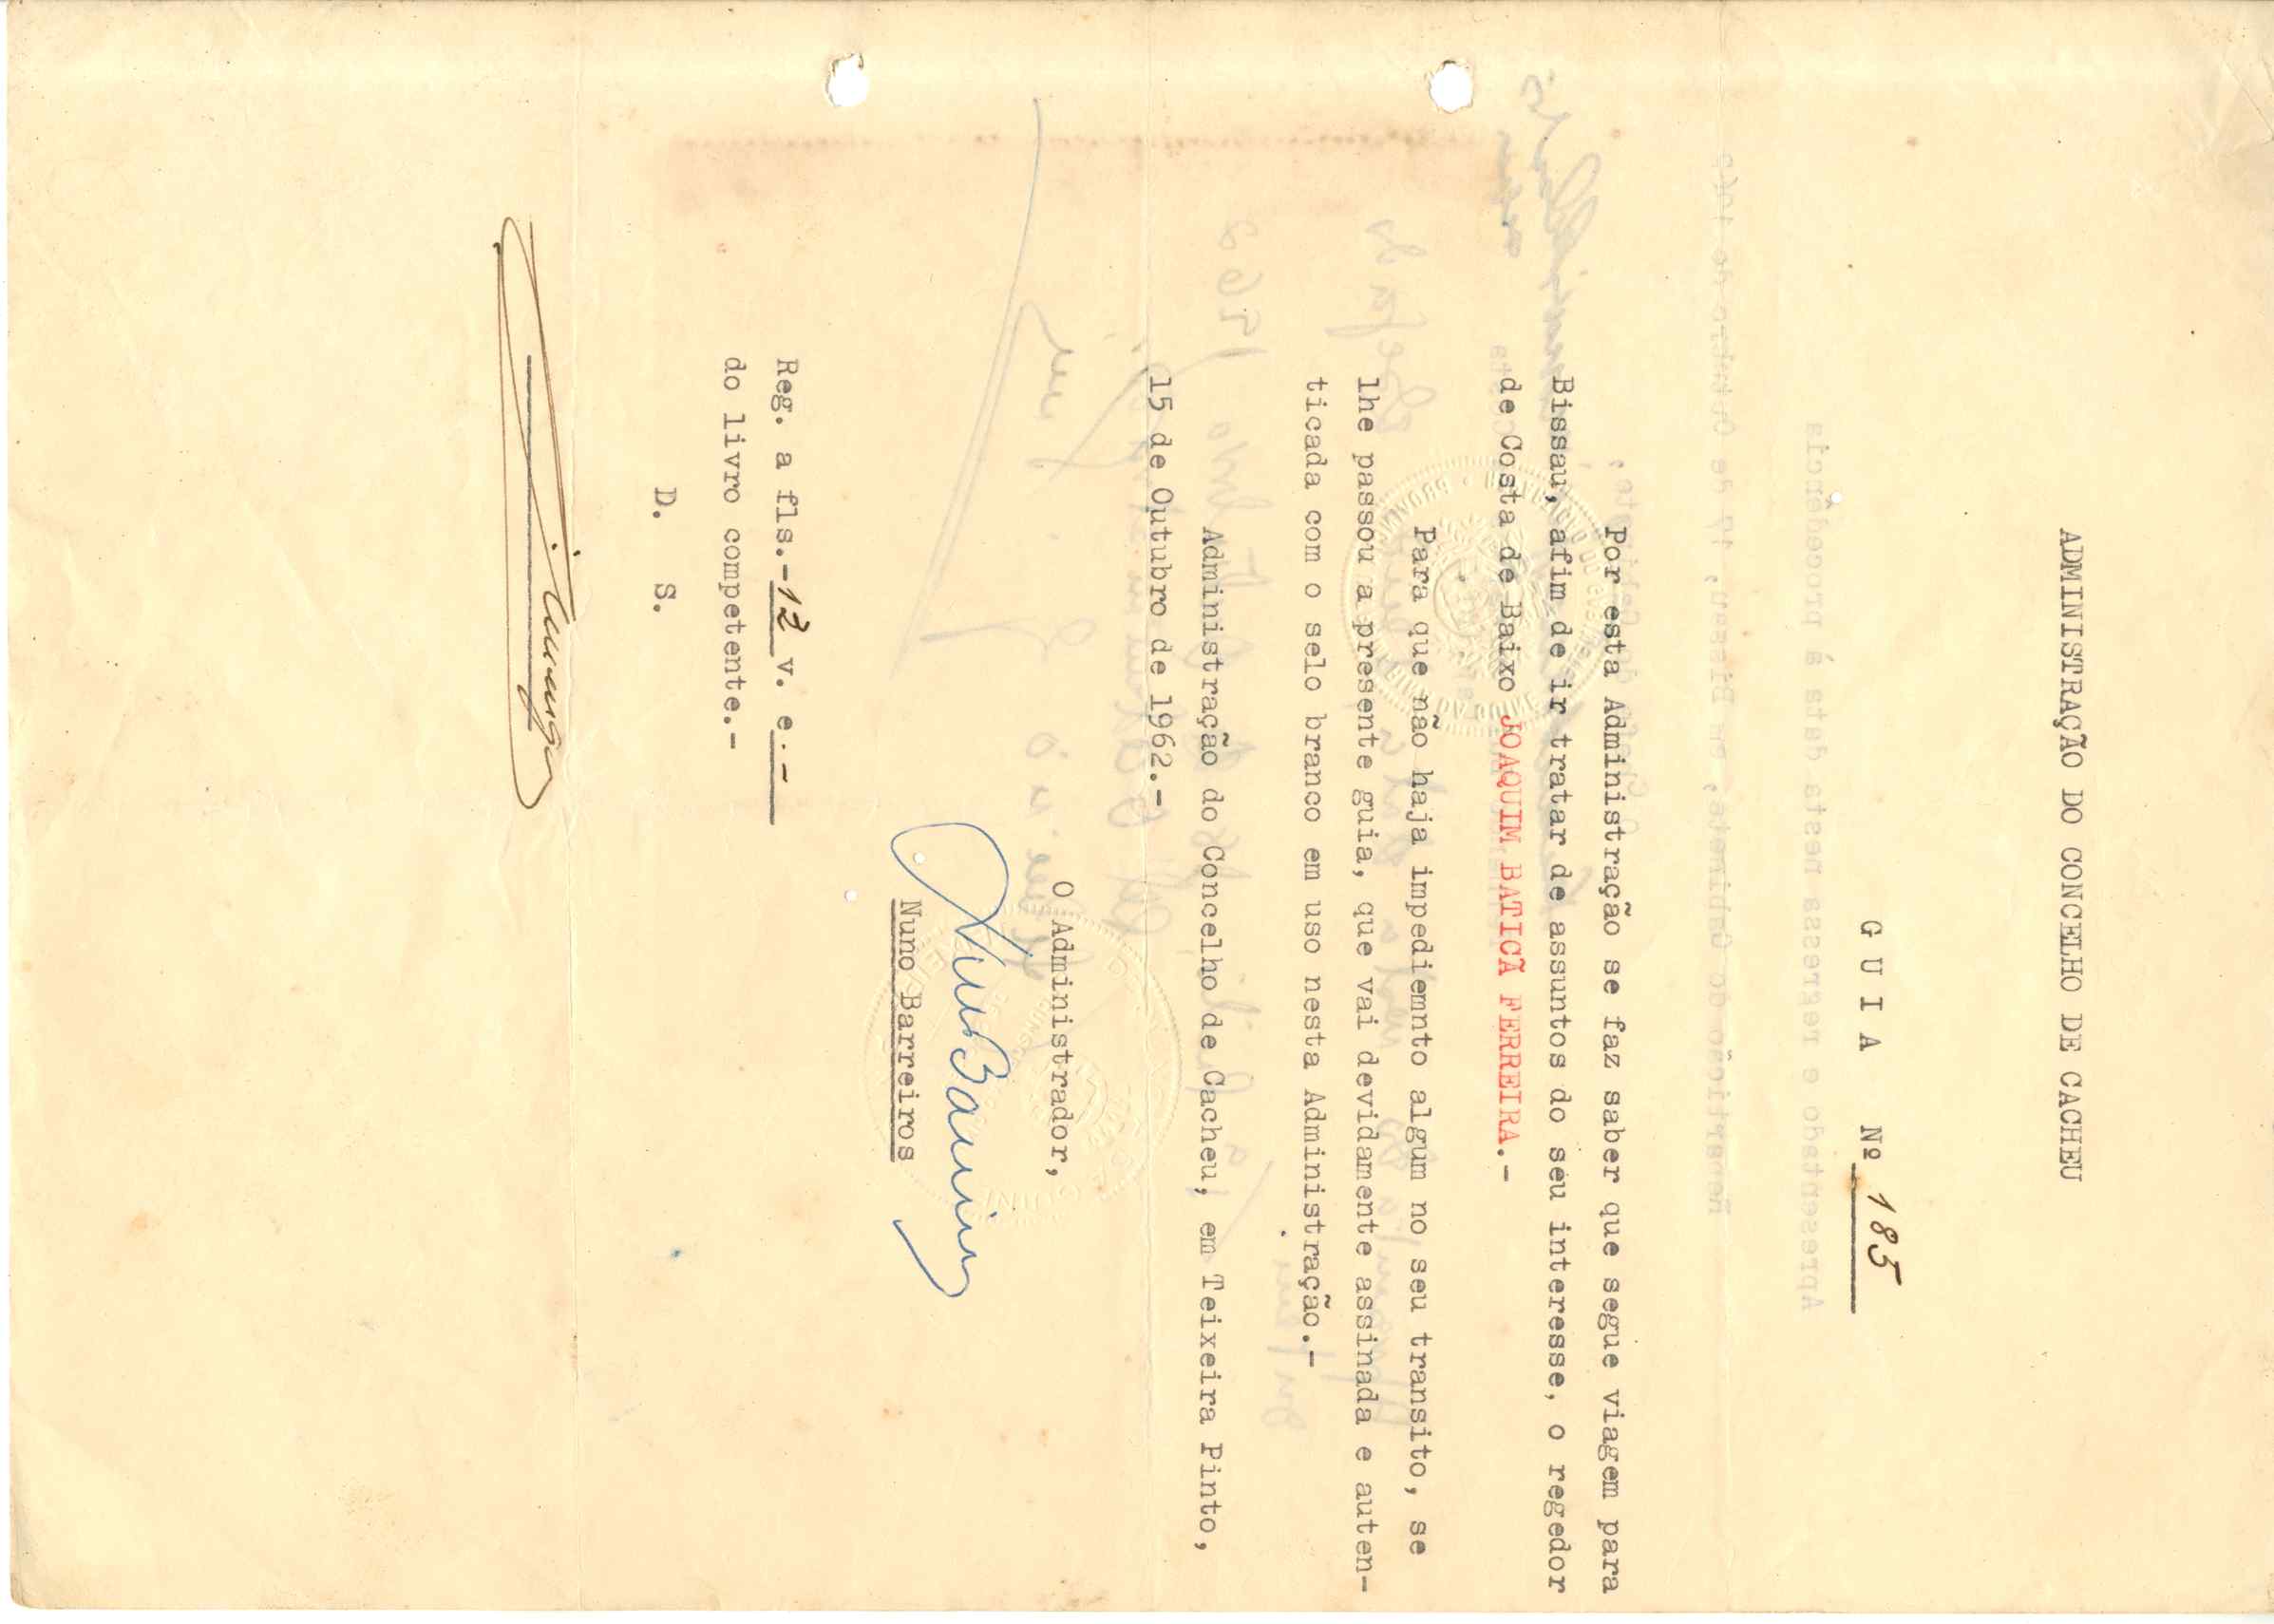 ADMINISTRAÇÃO DO CONCELHO DE CACHEU
G U I A Nº 185
Por esta Administração se faz saber que segue viagem para
Bissau, afim de ir tratar de assuntos do seu interesse, o regedor
de Costa de Baixo JOAQUIM BATICÃ FERREIRA.-
Para que não haja impediemnto algum no seu transito, se
lhe passou a presente guia, que vai devidamente assinada e auten-
ticada com o selo branco em uso nesta Administração.-
Administração do Concelho de Cacheu, em Teixeira Pinto,
15 de Outubro de 1962.-
O Administrador,
Nuno Barreiros
Nuno Barreiros
Reg. a fls.-12 v. e.-
do livro competente.-
D. S.